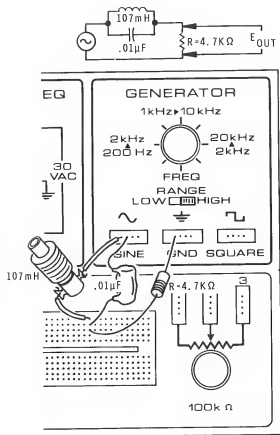 107mH
.01µF
R=4.7KΩ
E OUT
EQ
GENERATOR
1kHz▸10kHz
2kHz
200 Hz
20kHz
2kHz
FREQ
RANGE
LOW HIGH
30
VAC
SINE GND SQUARE
107mH
.01µF
R=4.7KΩ
3
100k Ω